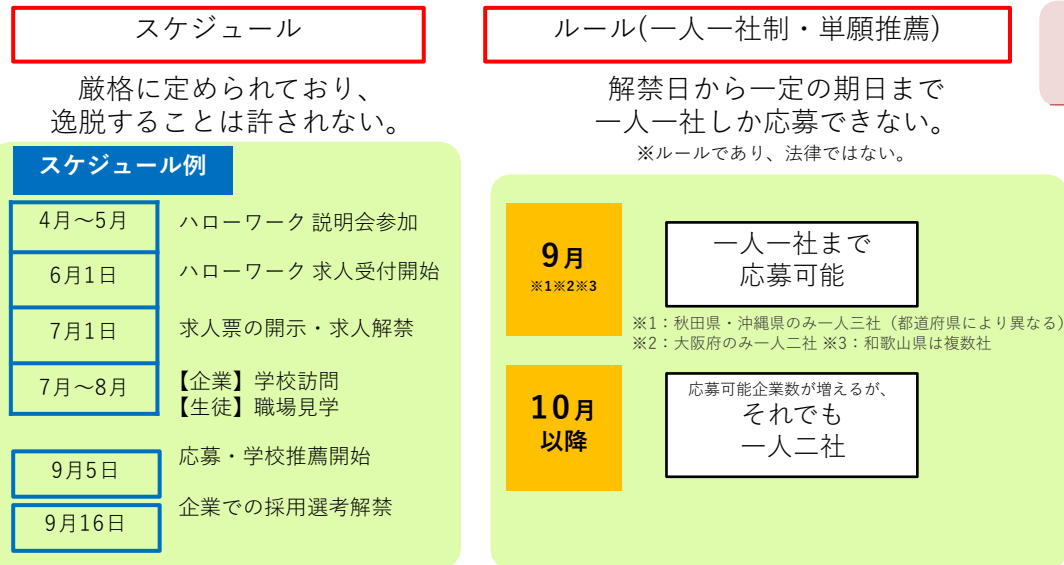 スケジュール
厳格に定められており、
逸脱することは許されない。
スケジュール例
4月～5月 ハローワーク 説明会参加
6月1日 ハローワーク 求人受付開始
7月1日 求人票の開示・求人解禁
7月～8月 【企業】学校訪問
【生徒】職場見学
9月5日 応募・学校推薦開始
9月16日 企業での採用選考解禁
ルール(一人一社制・単願推薦)
解禁日から一定の期日まで
一人一社しか応募できない。
※ルールであり、法律ではない。
9月
※1※2※3
一人一社まで
応募可能
※1：秋田県・沖縄県のみ一人三社（都道府県により異なる）
※2：大阪府のみ一人二社 ※3：和歌山県は複数社
10月
以降
応募可能企業数が増えるが、
それでも
一人二社